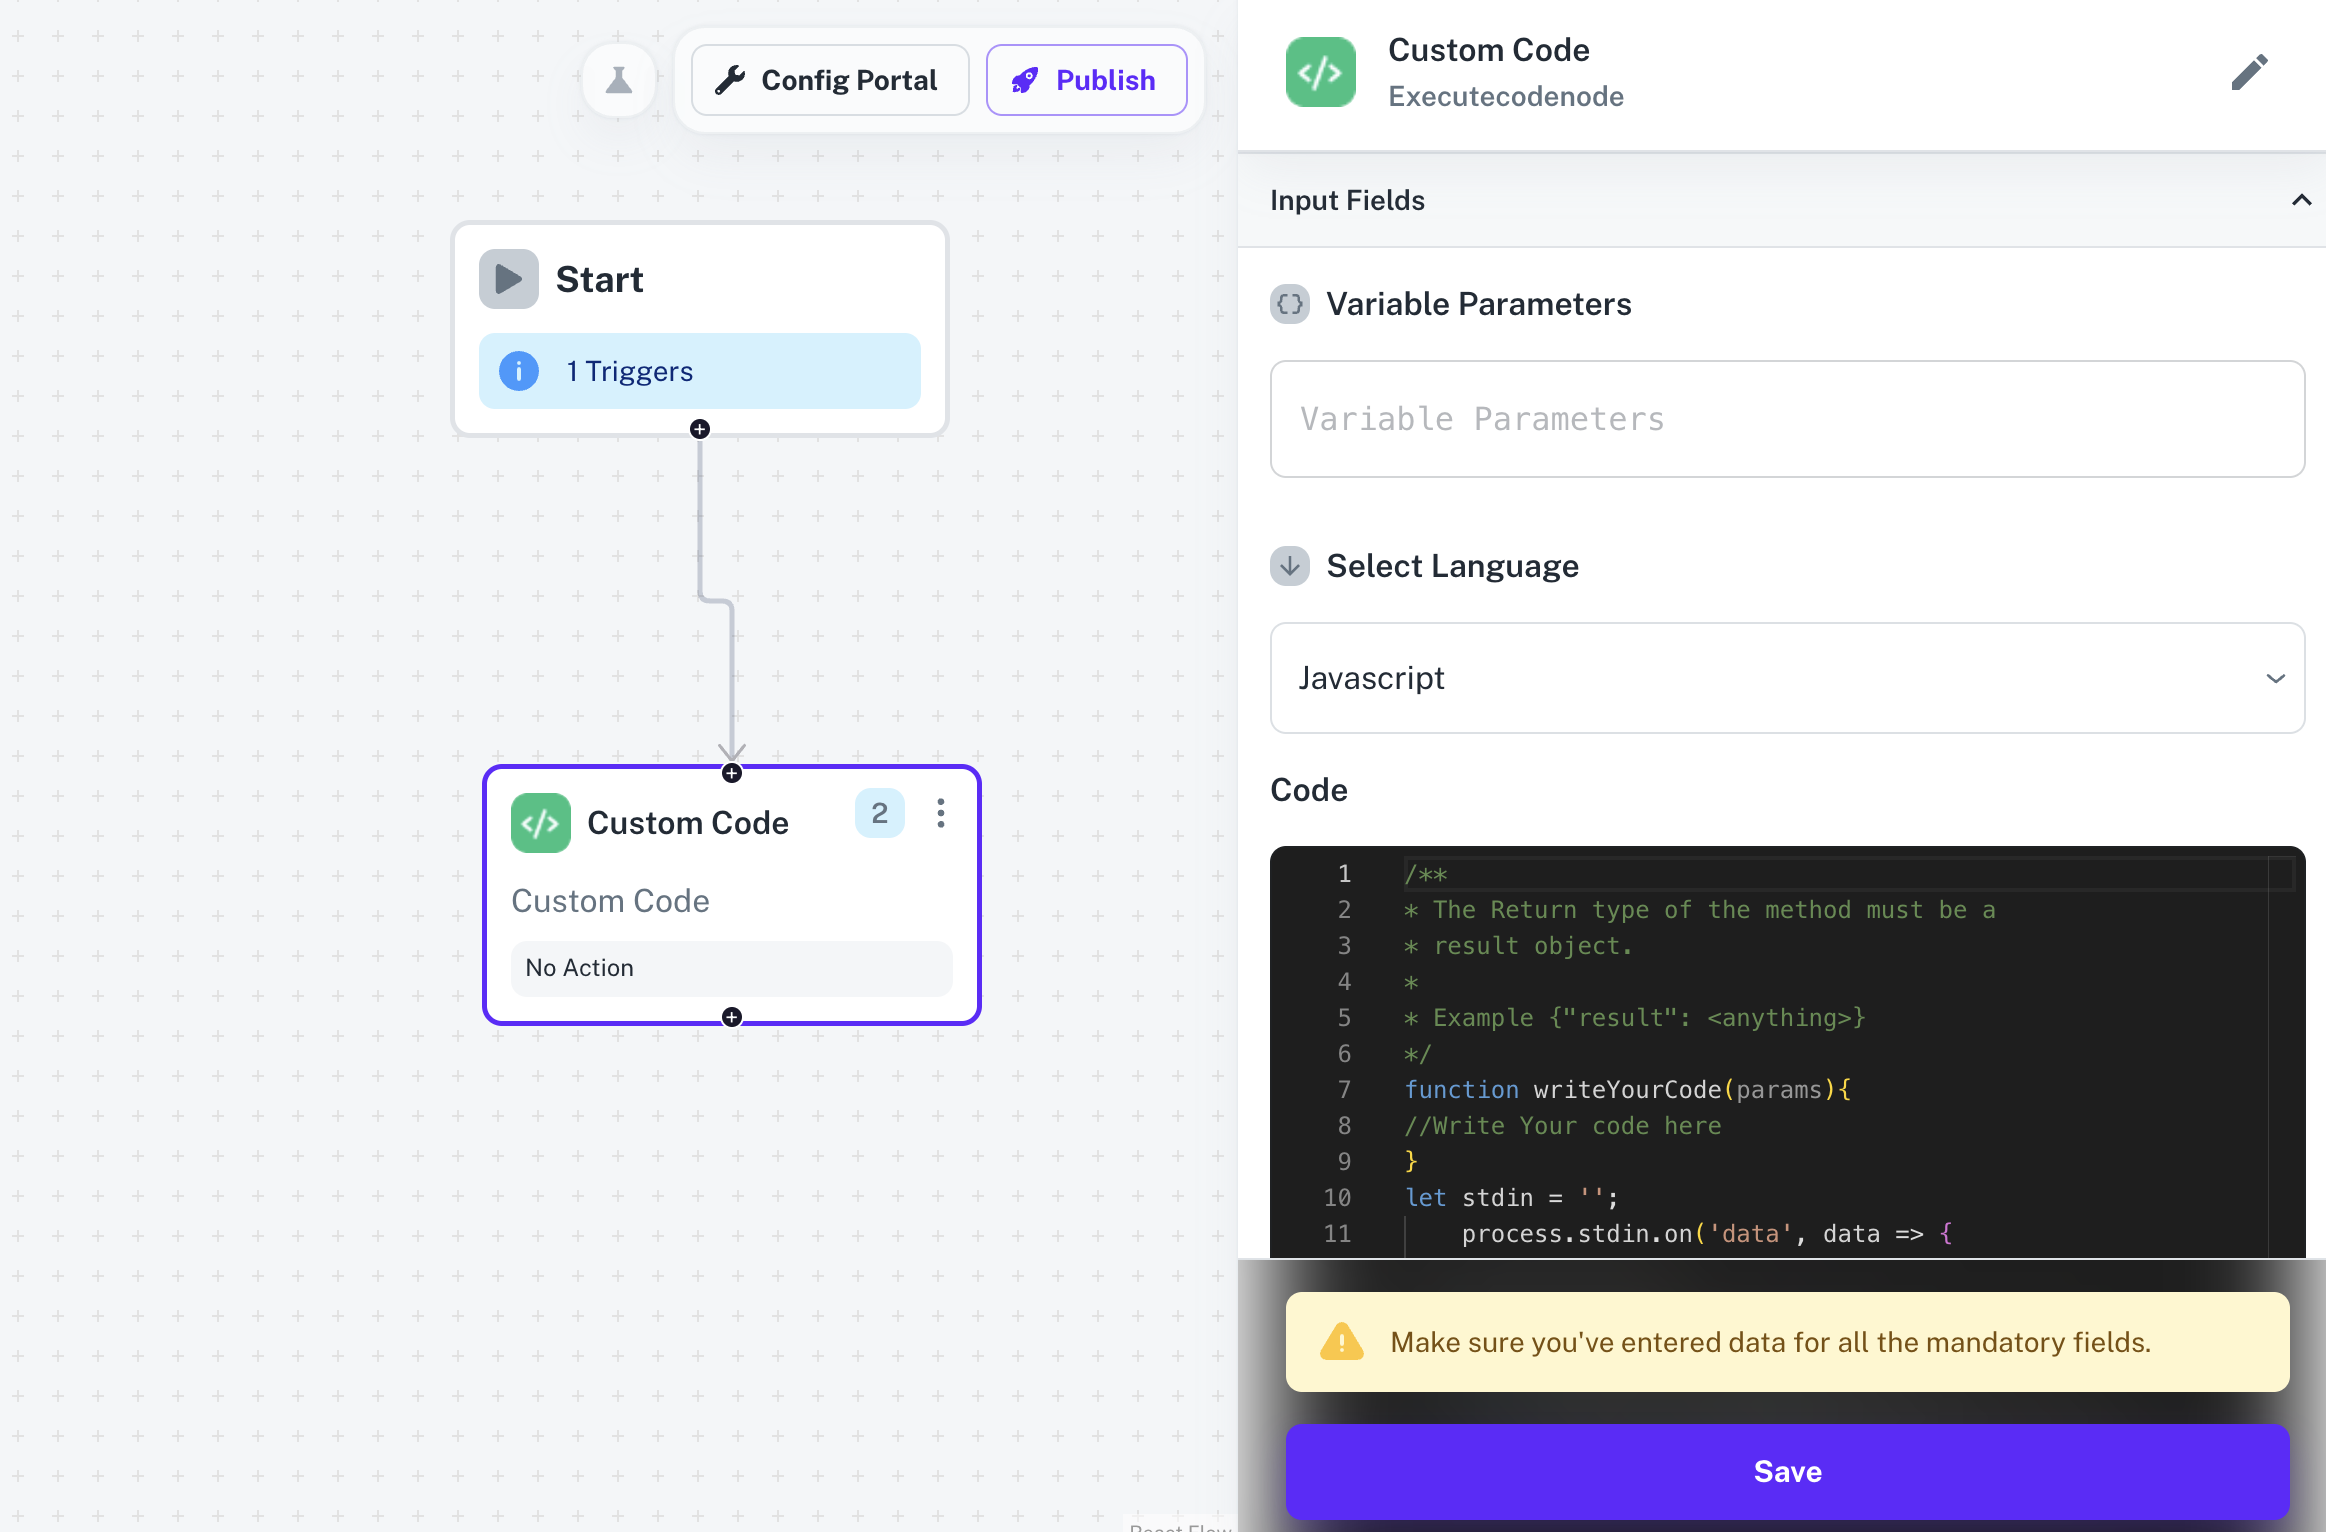 Config Portal
Publish
Start
1 Triggers
Custom Code
2
Custom Code
No Action
React Flow
Custom Code
Executecodenode
Input Fields
Variable Parameters
Variable Parameters
Select Language
Javascript
Code
1 /**
2 * The Return type of the method must be a
3 * result object.
4 *
5 * Example {"result": <anything>}
6 */
7 function writeYourCode(params){
8 //Write Your code here
9 }
10 let stdin = '';
11 process.stdin.on('data', data => {
Make sure you've entered data for all the mandatory fields.
Save